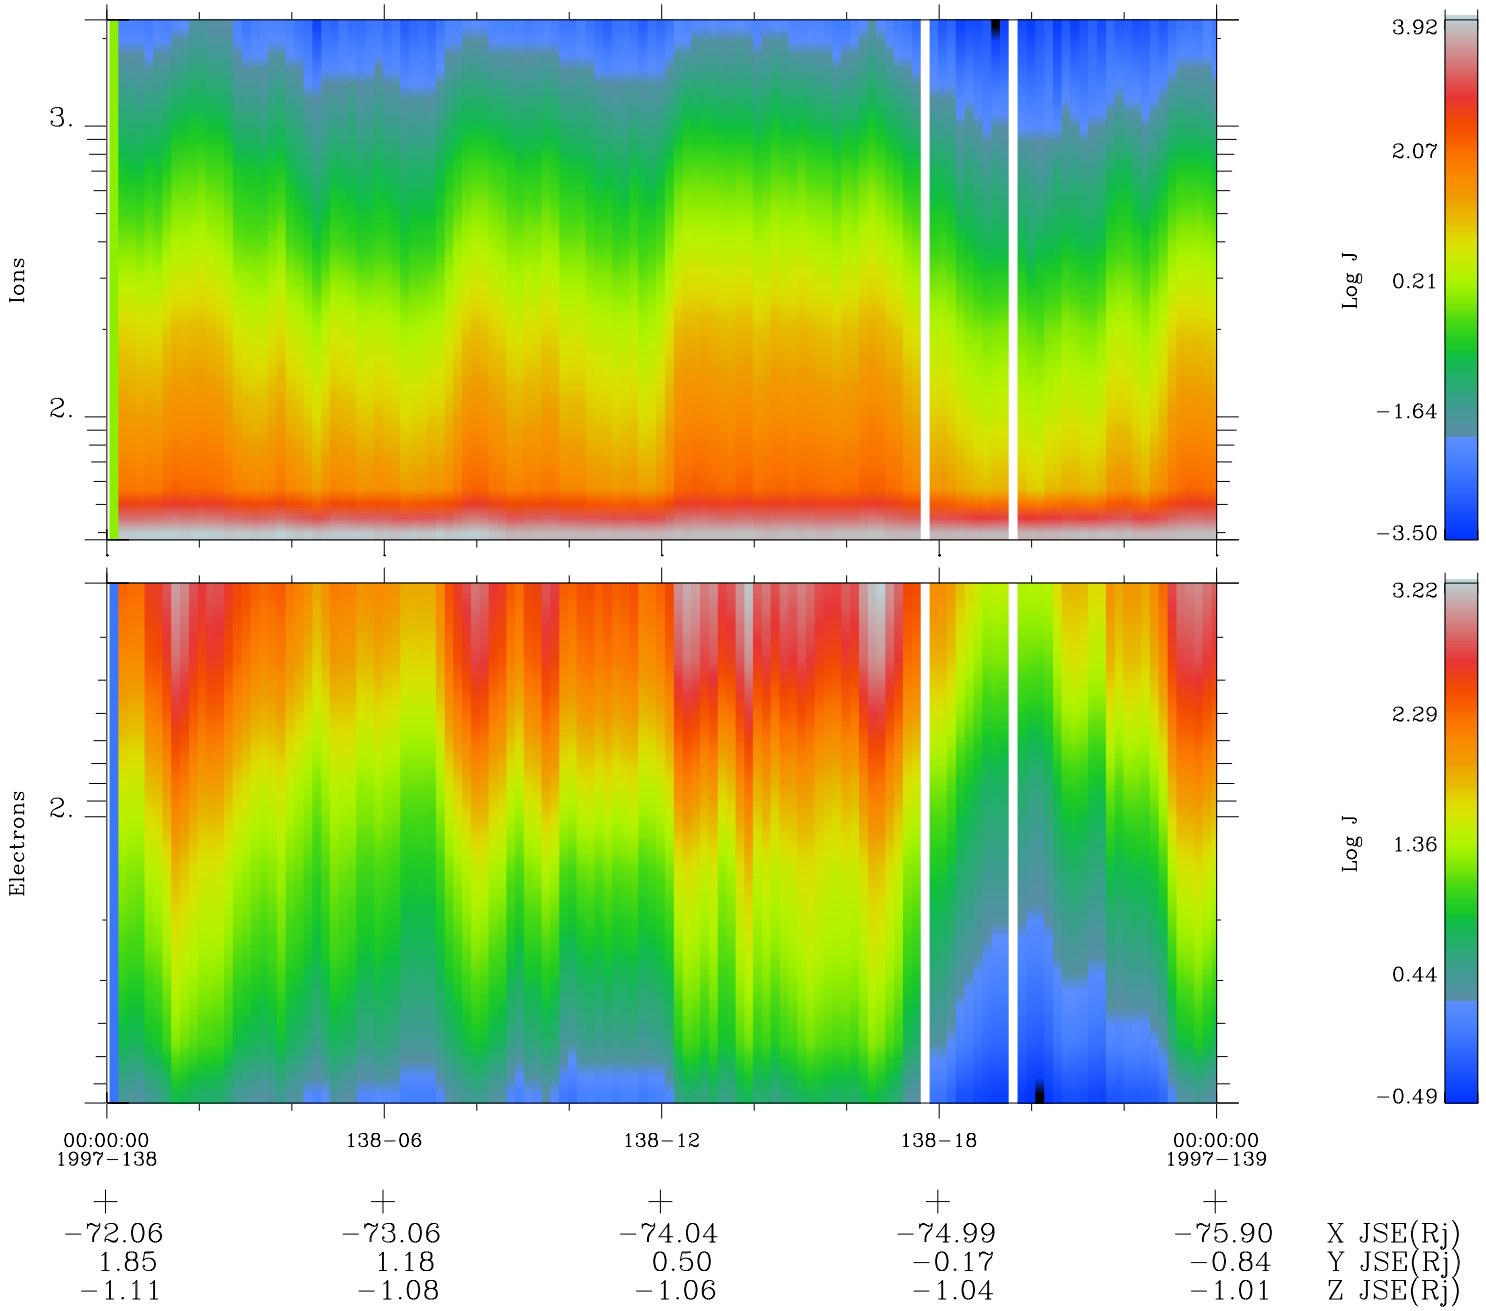 3.
2.
Ions
Log J
3.92
2.07
0.21
−1.64
−3.50
2.
Electrons
Log J
3.22
2.29
1.36
0.44
−0.49
00:00:00 138−06 138−12 138−18 00:00:00
1997−138 1997−139
−72.06 −73.06 −74.04 −74.99 −75.90 X JSE(Rj)
1.85 1.18 0.50 −0.17 −0.84 Y JSE(Rj)
−1.11 −1.08 −1.06 −1.04 −1.01 Z JSE(Rj)